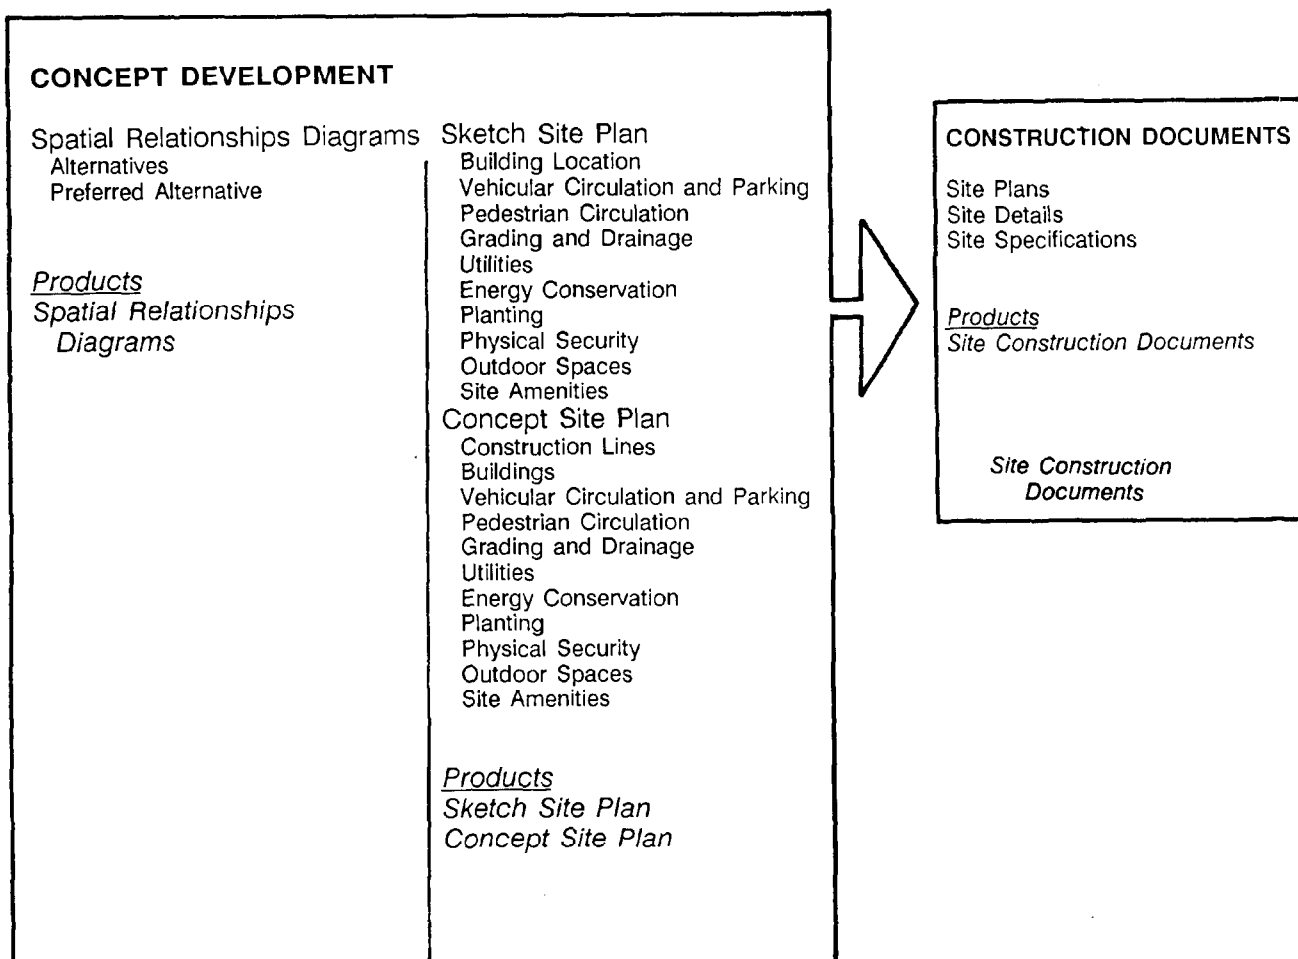 CONCEPT DEVELOPMENT
Spatial Relationships Diagrams
Alternatives
Preferred Alternative
Products
Spatial Relationships
Diagrams
Sketch Site Plan
Building Location
Vehicular Circulation and Parking
Pedestrian Circulation
Grading and Drainage
Utilities
Energy Conservation
Planting
Physical Security
Outdoor Spaces
Site Amenities
Concept Site Plan
Construction Lines
Buildings
Vehicular Circulation and Parking
Pedestrian Circulation
Grading and Drainage
Utilities
Energy Conservation
Planting
Physical Security
Outdoor Spaces
Site Amenities
Products
Sketch Site Plan
Concept Site Plan
CONSTRUCTION DOCUMENTS
Site Plans
Site Details
Site Specifications
Products
Site Construction Documents
Site Construction
Documents